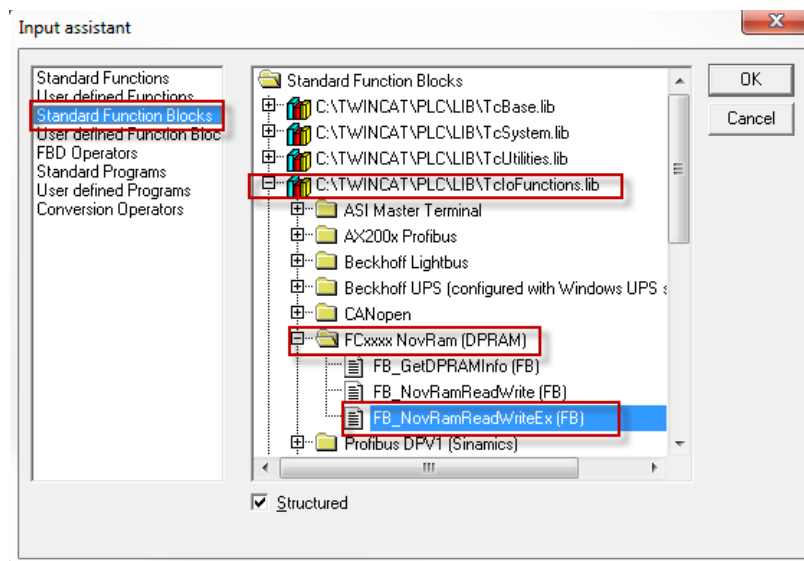 Input assistant
Standard Functions
User defined Functions
Standard Function Blocks
User defined Function Bloc
FBD Operators
Standard Programs
User defined Programs
Conversion Operators
Standard Function Blocks
C:\TWINCAT\PLC\LIB\TcBase.lib
C:\TWINCAT\PLC\LIB\TcSystem.lib
C:\TWINCAT\PLC\LIB\TcUtilities.lib
C:\TWINCAT\PLC\LIB\TcIoFunctions.lib
ASI Master Terminal
AX200x Profibus
Beckhoff Lightbus
Beckhoff UPS (configured with Windows UPS s
CANopen
FCxxxx NovRam (DPRAM)
FB_GetDPRAMInfo (FB)
FB_NovRamReadWrite (FB)
FB_NovRamReadWriteEx (FB)
Profibus DPV1 (Sinamics)
OK
Cancel
Structured